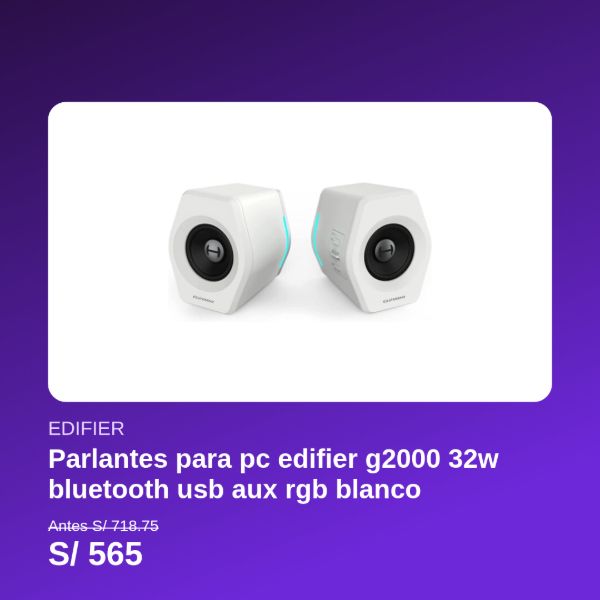 EDIFIER
Parlantes para pc edifier g2000 32w
bluetooth usb aux rgb blanco
Antes S/ 718.75
S/ 565